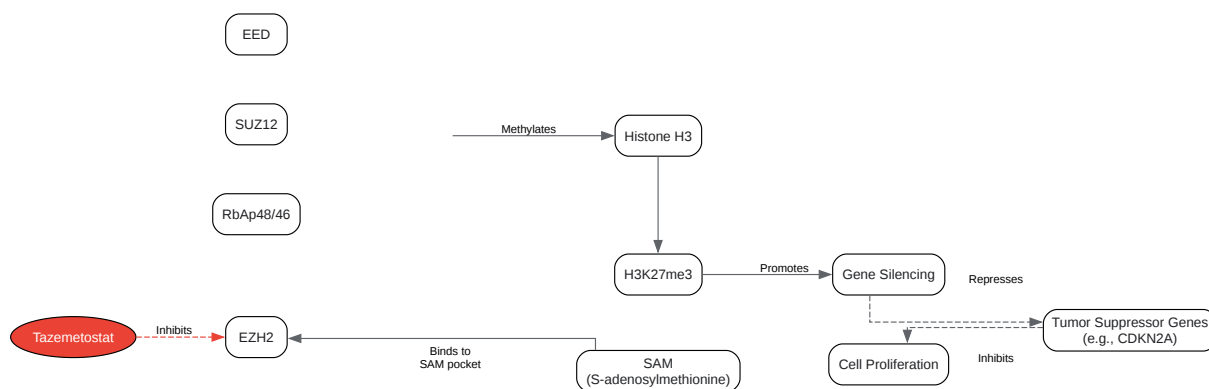 EED
SUZ12
Methylates
Histone H3
RbAp48/46
H3K27me3
Promotes
Gene Silencing
Represses
Tazemetostat
Inhibits
EZH2
Binds to
SAM pocket
SAM
(S-adenosylmethionine)
Tumor Suppressor Genes
(e.g., CDKN2A)
Cell Proliferation
Inhibits